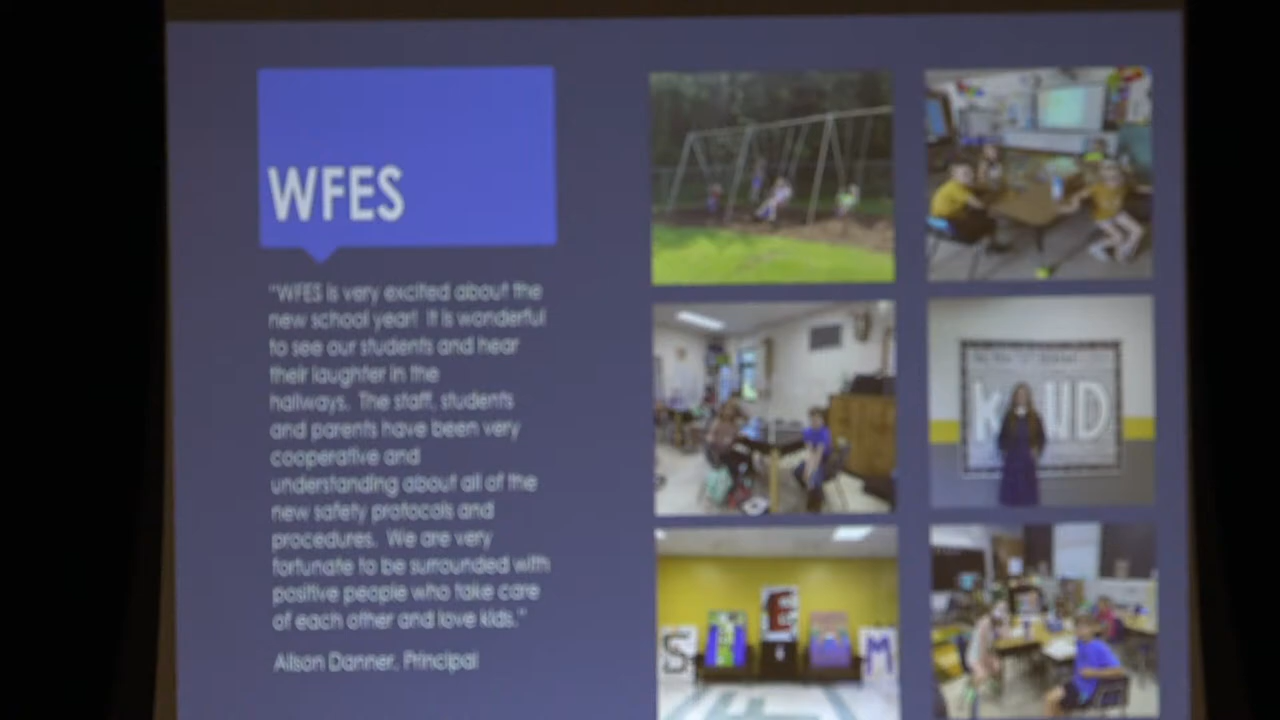 WFES
"WFES is very excited about the
new school year! It is wonderful
to see our students and hear
their laughter in the
hallways. The staff, students
and parents have been very
cooperative and
understanding about all of the
new safety protocols and
procedures. We are very
fortunate to be surrounded with
positive people who take care
of each other and love kids."
Alison Danner, Principal
K UD
S E M